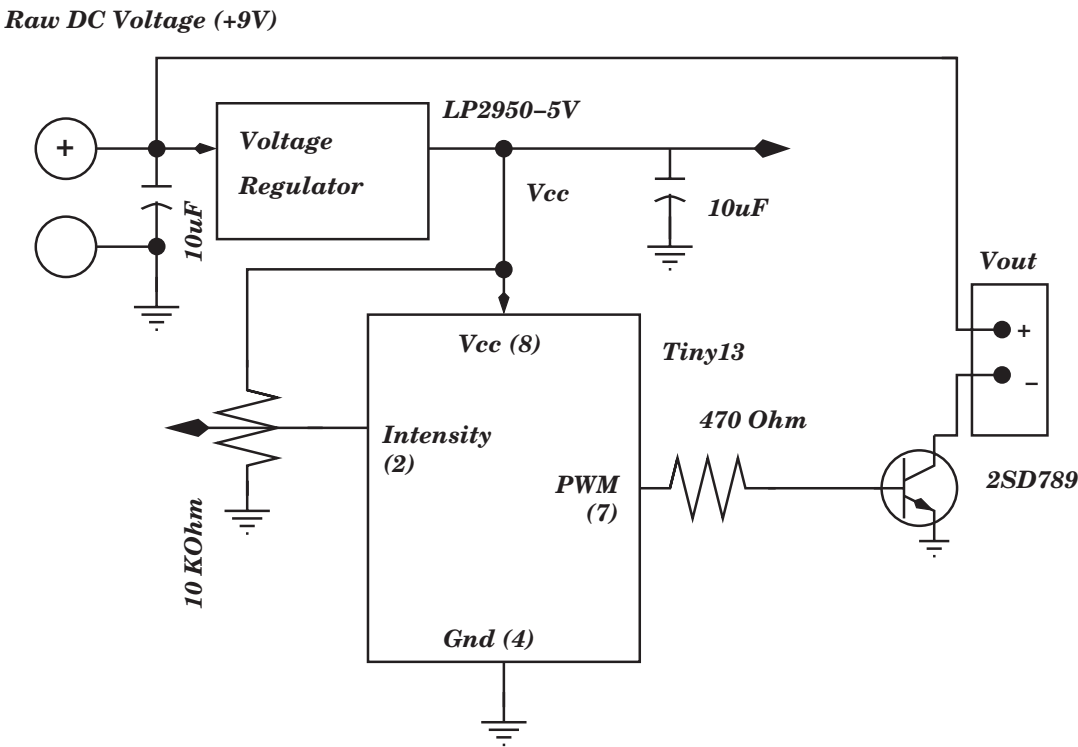 Raw DC Voltage (+9V)
LP2950–5V
+
Voltage
Regulator
Vcc
10uF
10uF
Vout
Vcc (8)
+
Tiny13
–
470 Ohm
Intensity
(2)
PWM
(7)
2SD789
10 KOhm
Gnd (4)